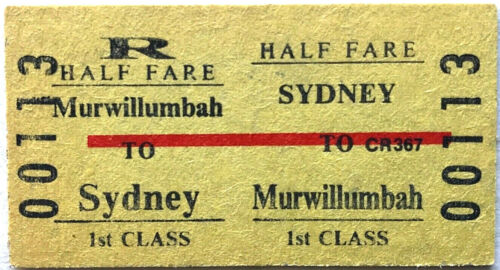 00113
R
HALF FARE
Murwillumbah
TO
Sydney
1st CLASS
HALF FARE
SYDNEY
TO CR367
Murwillumbah
1st CLASS
00113